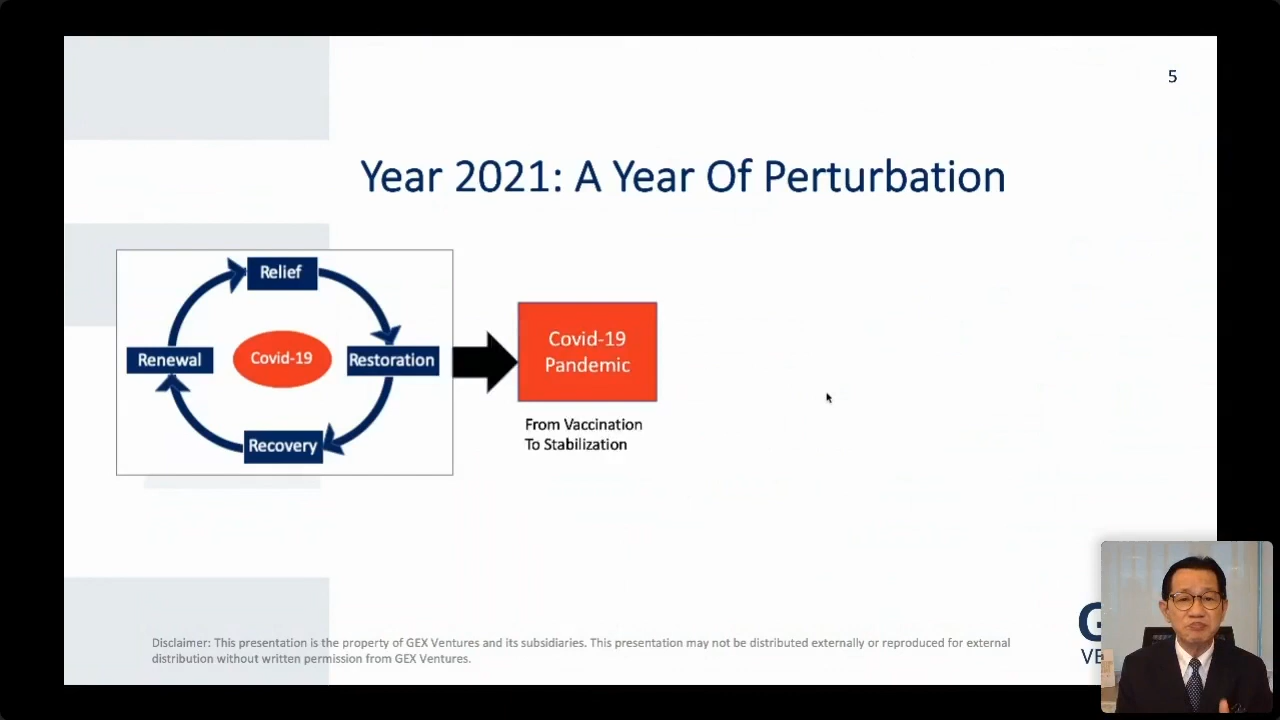 5
Year 2021: A Year Of Perturbation
Relief
Renewal
Covid-19
Restoration
Recovery
Covid-19
Pandemic
From Vaccination
To Stabilization
Disclaimer: This presentation is the property of GEX Ventures and its subsidiaries. This presentation may not be distributed externally or reproduced for external
distribution without written permission from GEX Ventures.
G
VE